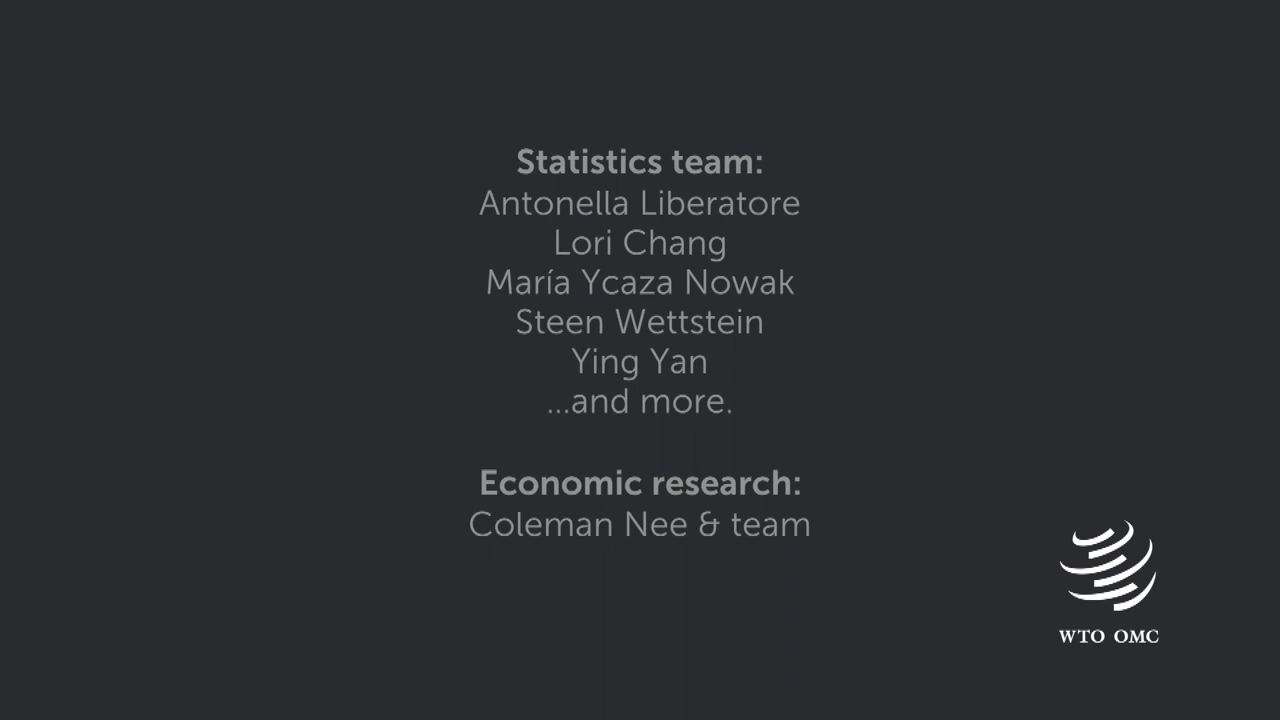 Statistics team:
Antonella Liberatore
Lori Chang
María Ycaza Nowak
Steen Wettstein
Ying Yan
...and more.
Economic research:
Coleman Nee & team
WTO OMC